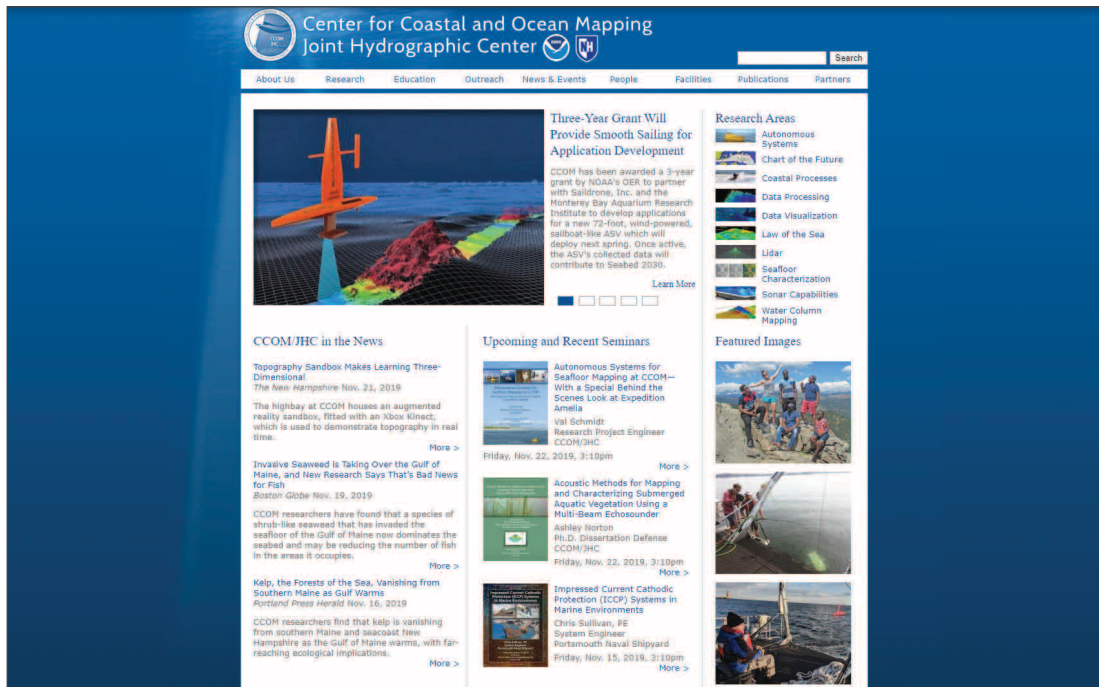 Center for Coastal and Ocean Mapping
Joint Hydrographic Center
CCOM
JHC
Search
About Us
Research
Education
Outreach
News & Events
People
Facilities
Publications
Partners
Three-Year Grant Will
Provide Smooth Sailing for
Application Development
CCOM has been awarded a 3-year
grant by NOAA's OER to partner
with Saildrone, Inc. and the
Monterey Bay Aquarium Research
Institute to develop applications
for a new 72-foot, wind-powered,
sailboat-like ASV which will
deploy next spring. Once active,
the ASV's collected data will
contribute to Seabed 2030.
Learn More
Research Areas
Autonomous
Systems
Chart of the Future
Coastal Processes
Data Processing
Data Visualization
Law of the Sea
Lidar
Seafloor
Characterization
Sonar Capabilities
Water Column
Mapping
CCOM/JHC in the News
Topography Sandbox Makes Learning Three-
Dimensional
The New Hampshire Nov. 21, 2019
The highbay at CCOM houses an augmented
reality sandbox, fitted with an Xbox Kinect,
which is used to demonstrate topography in real
time.
More >
Invasive Seaweed is Taking Over the Gulf of
Maine, and New Research Says That's Bad News
for Fish
Boston Globe Nov. 19, 2019
CCOM researchers have found that a species of
shrub-like seaweed that has invaded the
seafloor of the Gulf of Maine now dominates the
seabed and may be reducing the number of fish
in the areas it occupies.
More >
Kelp, the Forests of the Sea, Vanishing from
Southern Maine as Gulf Warms
Portland Press Herald Nov. 16, 2019
CCOM researchers find that kelp is vanishing
from southern Maine and seacoast New
Hampshire as the Gulf of Maine warms, with far-
reaching ecological implications.
More >
Upcoming and Recent Seminars
Autonomous Systems for
Seafloor Mapping at CCOM—
With a Special Behind the
Scenes Look at Expedition
Amelia
Val Schmidt
Research Project Engineer
CCOM/JHC
Friday, Nov. 22, 2019, 3:10pm
More >
Acoustic Methods for Mapping
and Characterizing Submerged
Aquatic Vegetation Using a
Multi-Beam Echosounder
Ashley Norton
Ph.D. Dissertation Defense
CCOM/JHC
Friday, Nov. 22, 2019, 3:10pm
More >
Impressed Current Cathodic
Protection (ICCP) Systems
in Marine Environments
Impressed Current Cathodic
Protection (ICCP) Systems in
Marine Environments
Chris Sullivan, PE
System Engineer
Portsmouth Naval Shipyard
Friday, Nov. 15, 2019, 3:10pm
More >
Featured Images